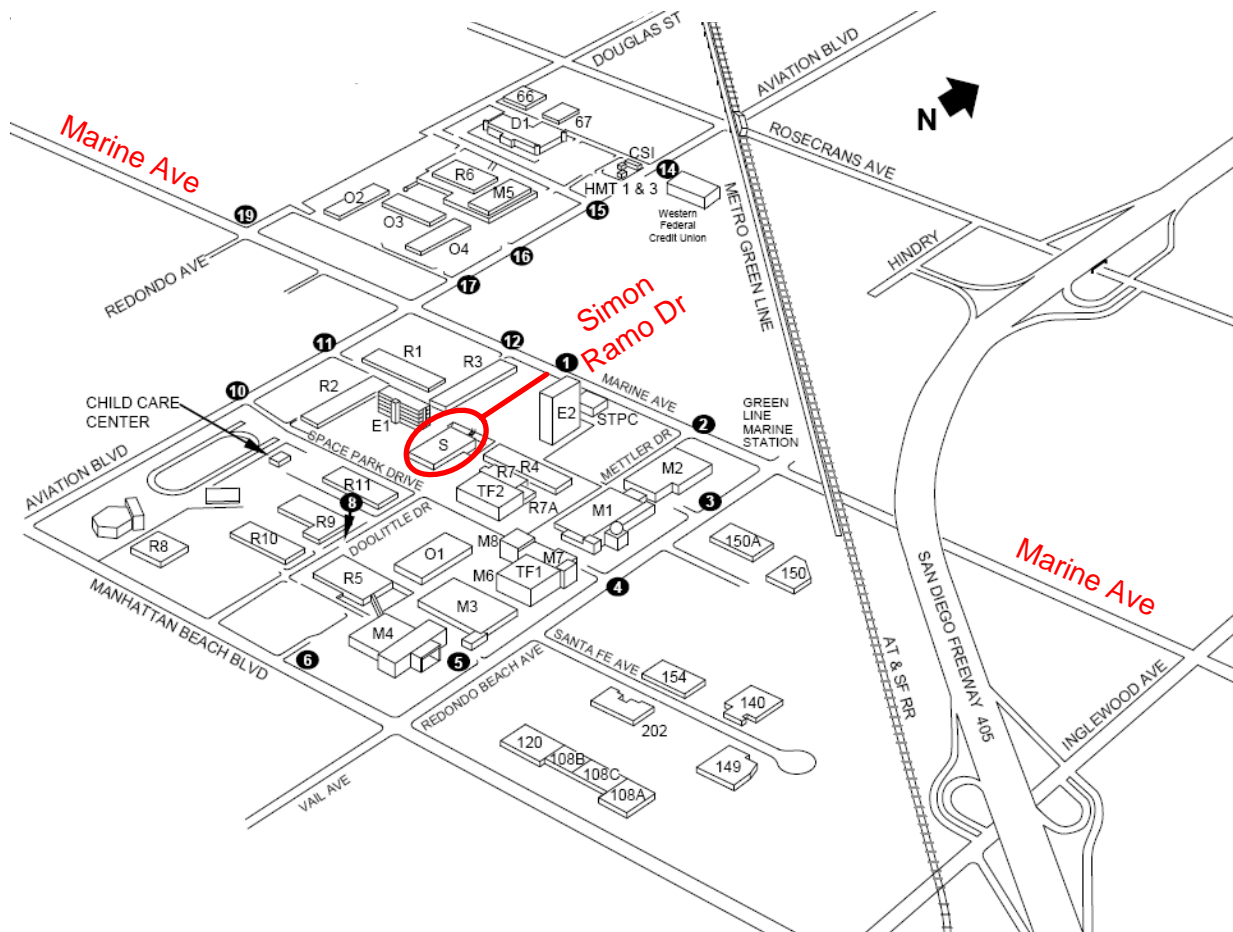 DOUGLAS ST
AVIATION BLVD
66
67
D1
N
ROSECRANS AVE
Marine Ave
CSI
14
R6
M5
HMT 1 & 3
O2
O3
15
Western
Federal
Credit Union
METRO GREEN LINE
19
O4
16
HINDRY
REDONDO AVE
17
Simon
Ramo Dr
11
12
R1
R3
1
MARINE AVE
10
R2
CHILD CARE
CENTER
E1
E2
STPC
2
GREEN
LINE
MARINE
STATION
S
SPACE PARK DRIVE
METTLER DR
AVIATION BLVD
R4
R7
M2
R11
TF2
R7A
3
8
M1
R9
DOOLITTLE DR
R8
R10
O1
M8
M7
150A
150
Marine Ave
SAN DIEGO FREEWAY 405
R5
M6
TF1
4
MANHATTAN BEACH BLVD
M3
M4
5
6
SANTA FE AVE
REDONDO BEACH AVE
154
AT & SF RR
140
INGLEWOOD AVE
202
120
108B
108C
108A
149
VAIL AVE